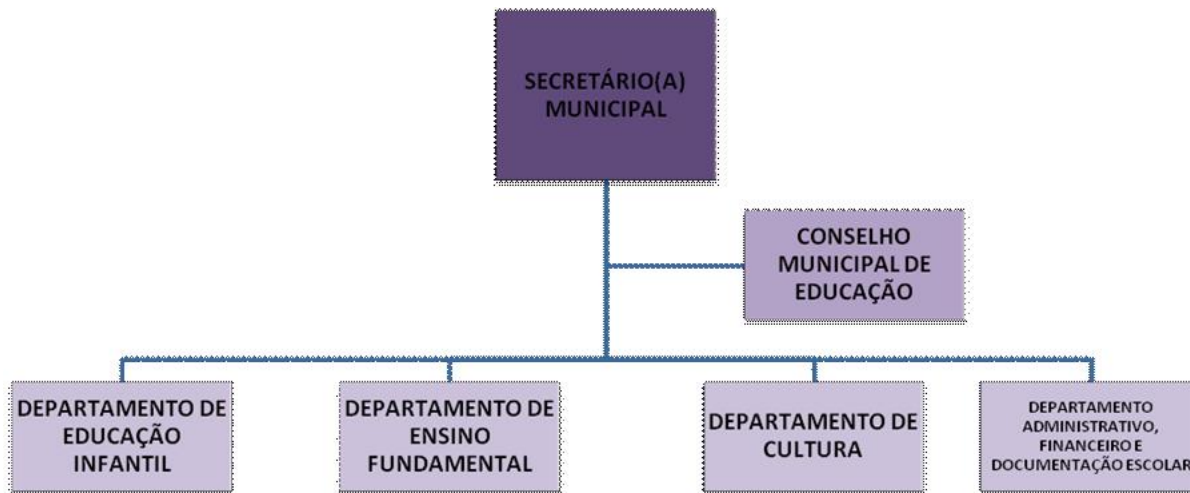 SECRETÁRIO(A)
MUNICIPAL
CONSELHO
MUNICIPAL DE
EDUCAÇÃO
DEPARTAMENTO DE
EDUCAÇÃO
INFANTIL
DEPARTAMENTO DE
ENSINO
FUNDAMENTAL
DEPARTAMENTO DE
CULTURA
DEPARTAMENTO
ADMINISTRATIVO,
FINANCEIRO E
DOCUMENTAÇÃO ESCOLAR